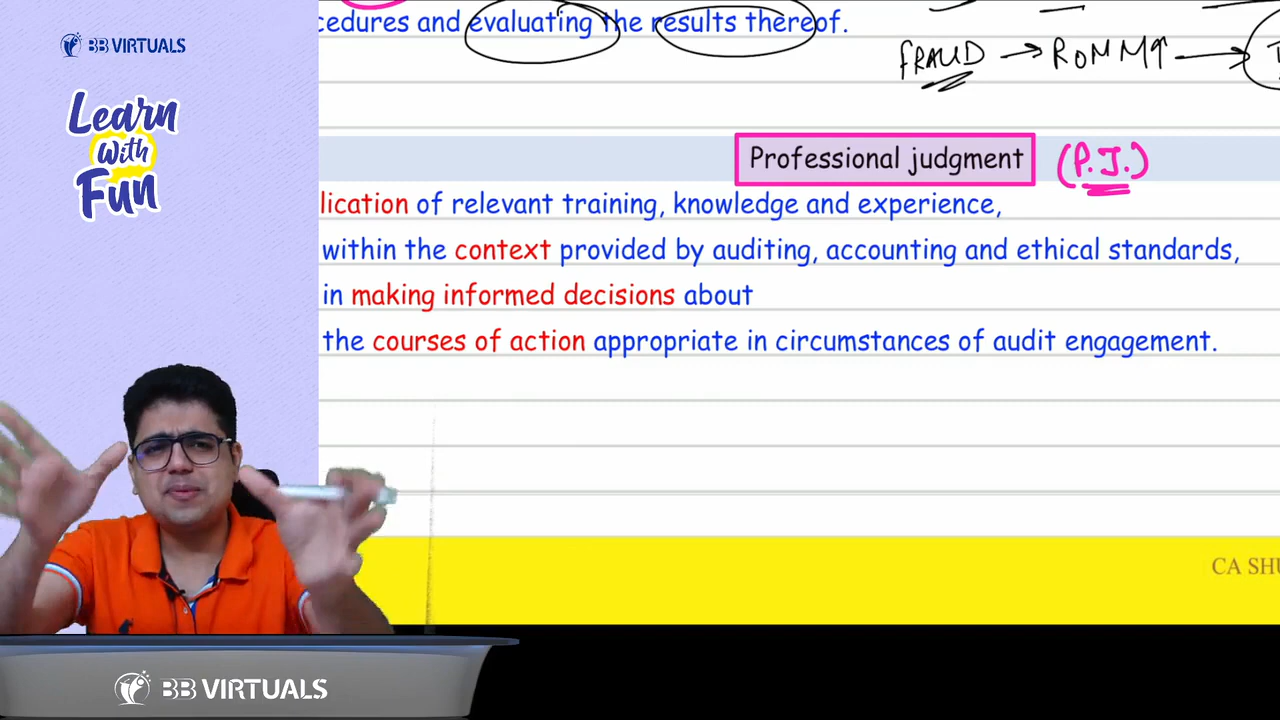 BB VIRTUALS
Learn
with
Fun
cedures and evaluating the results thereof.
FRAUD → ROMM↑ →
Professional judgment (P.J.)
lication of relevant training, knowledge and experience,
within the context provided by auditing, accounting and ethical standards,
in making informed decisions about
the courses of action appropriate in circumstances of audit engagement.
CA SHU
BB VIRTUALS